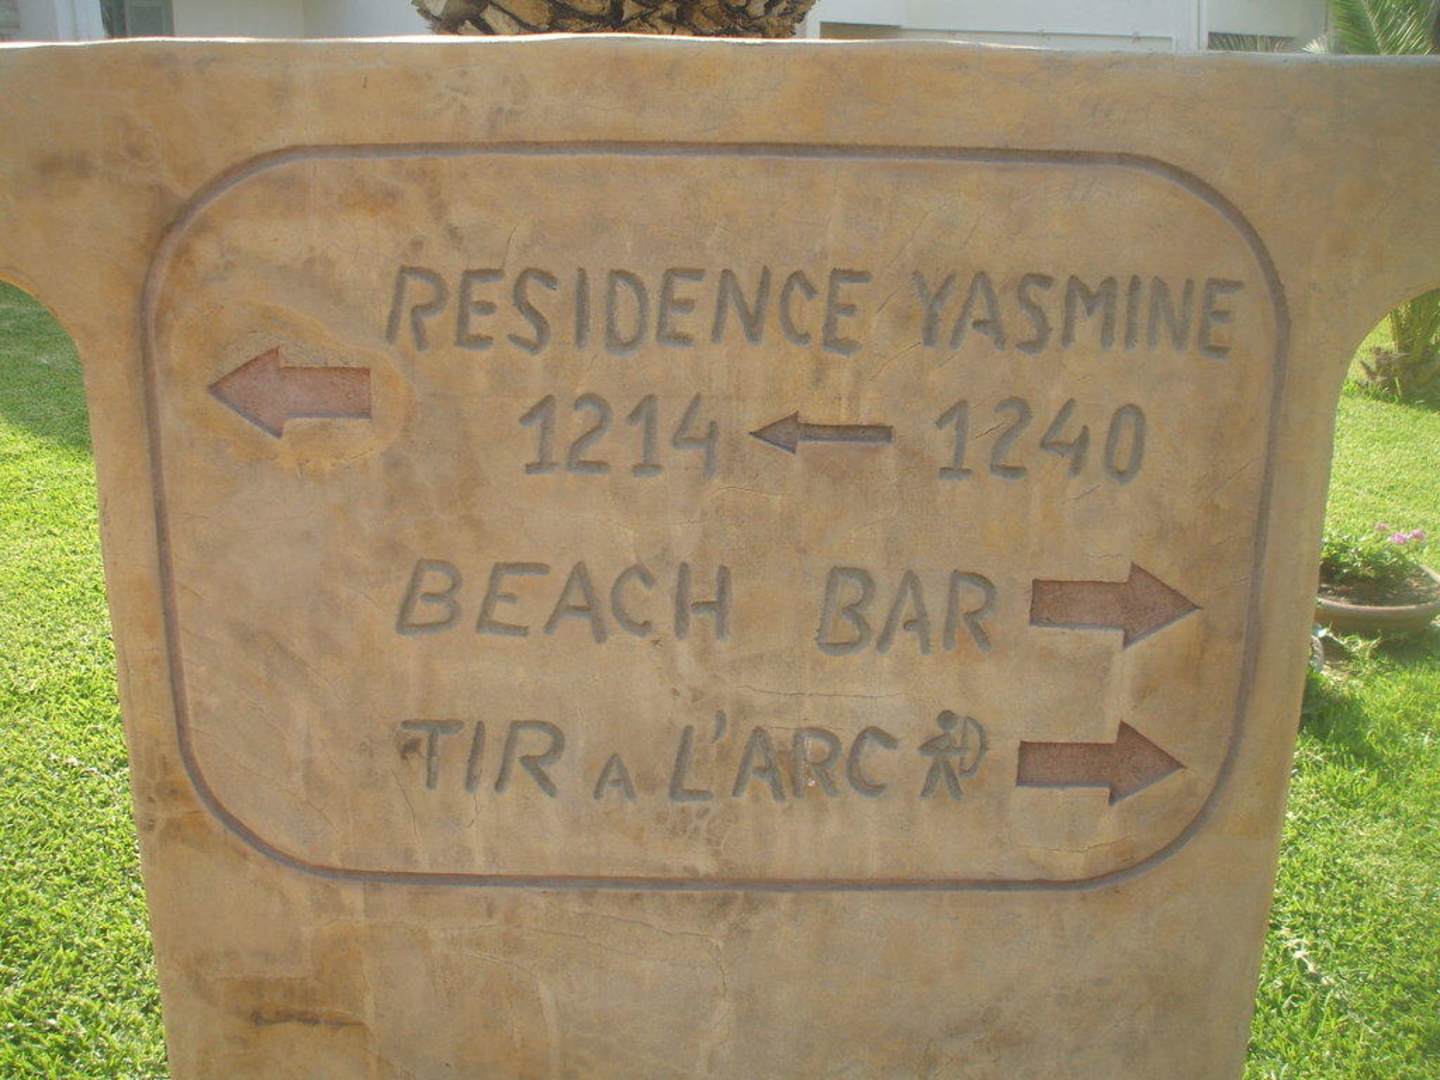 RESIDENCE YASMINE
1214 ← 1240
BEACH BAR
TIR A L'ARC